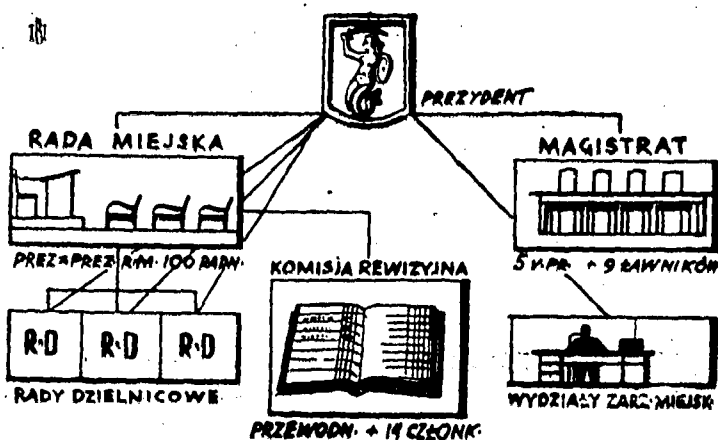 PREZYDENT
RADA MIEJSKA
MAGISTRAT
PREZ=PREZ R.M. 100 RADN.
KOMISJA REWIZYJNA
5 V.PR. + 9 ŁAWNIKÓW
R·D R·D R·D
RADY DZIELNICOWE
WYDZIAŁY ZARZ. MIEJSK.
PRZEWODN. + 14 CZŁONK.